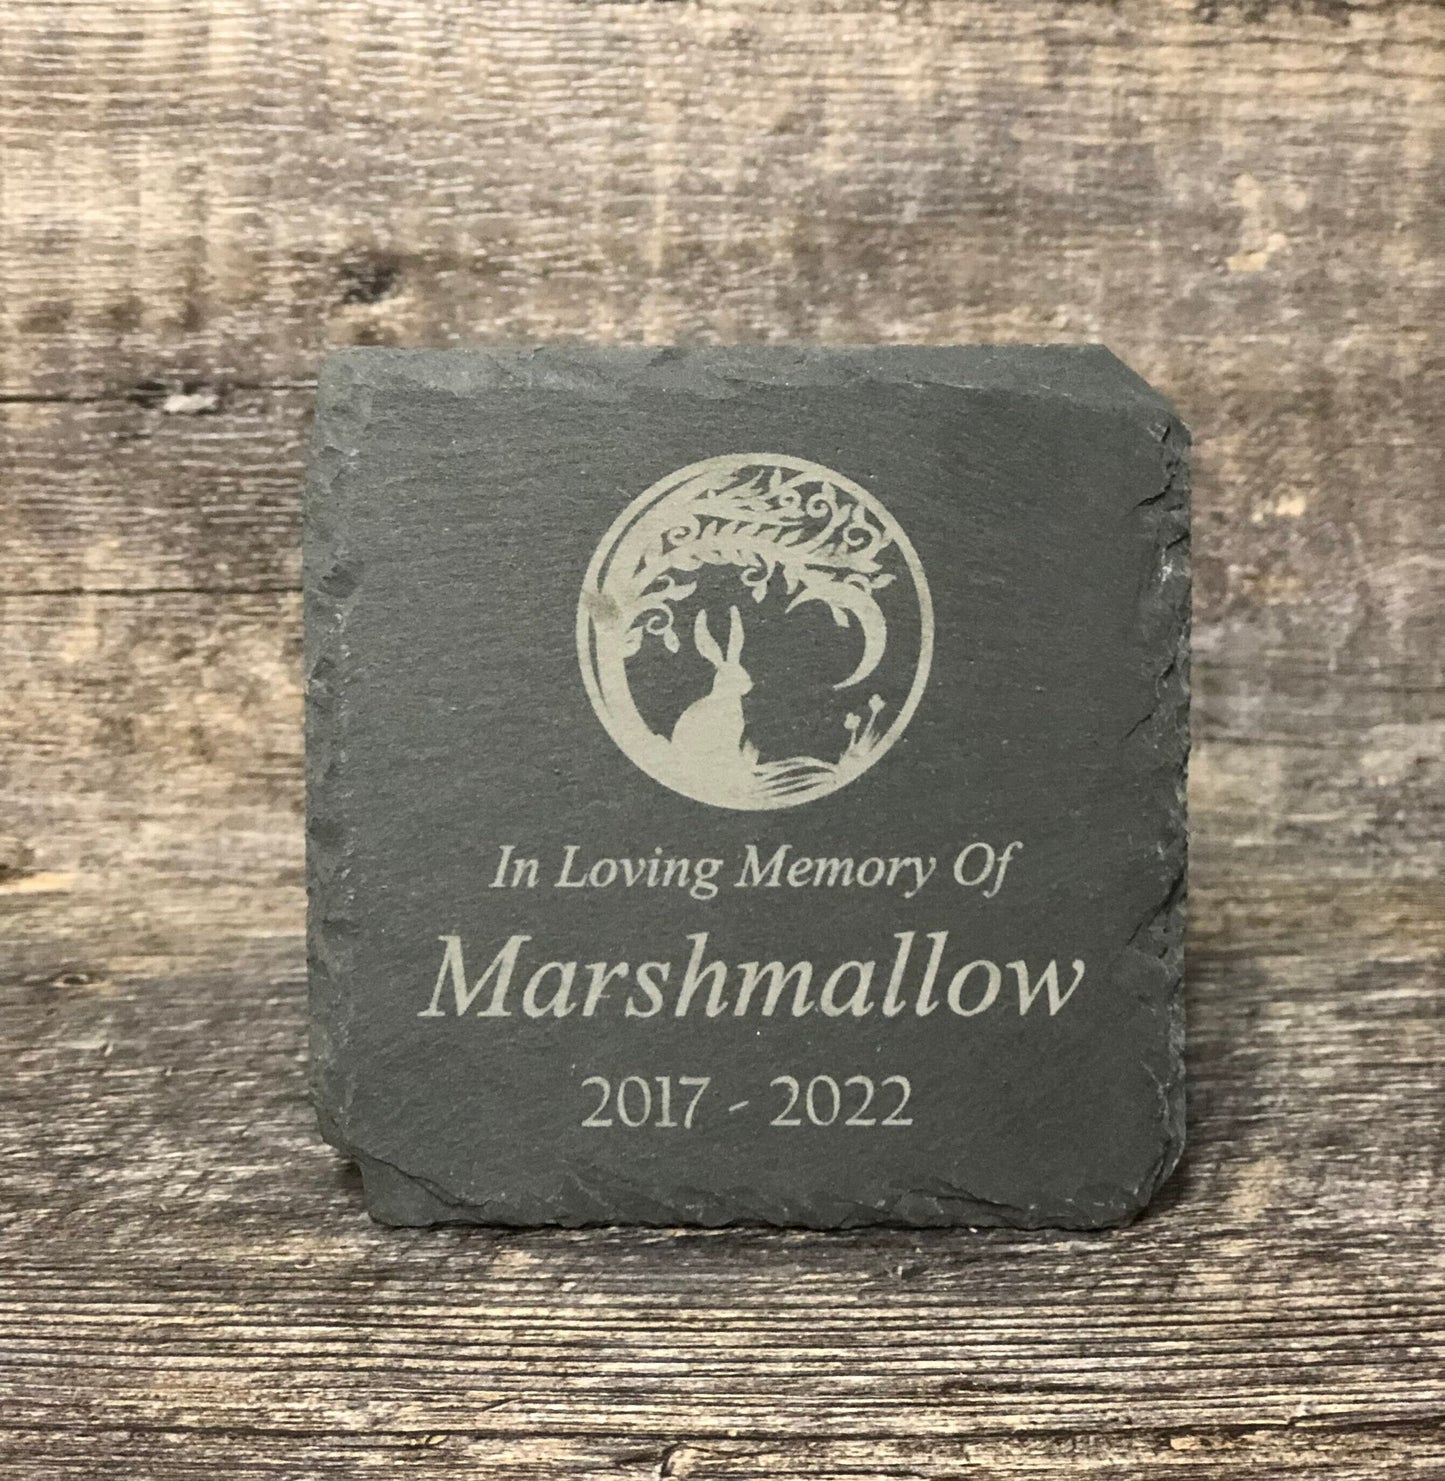 In Loving Memory Of
Marshmallow
2017 - 2022